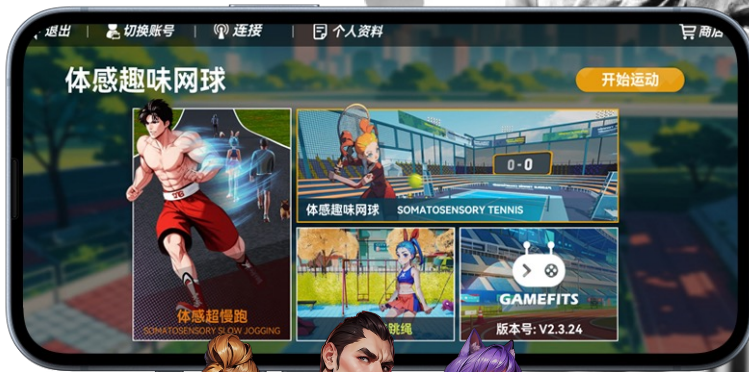 退出
切换账号
连接
个人资料
商店
体感趣味网球
开始运动
0-0
体感趣味网球 SOMATOSENSORY TENNIS
体感超慢跑
SOMATOSENSORY SLOW JOGGING
跳绳
GAMEFITS
版本号: V2.3.24